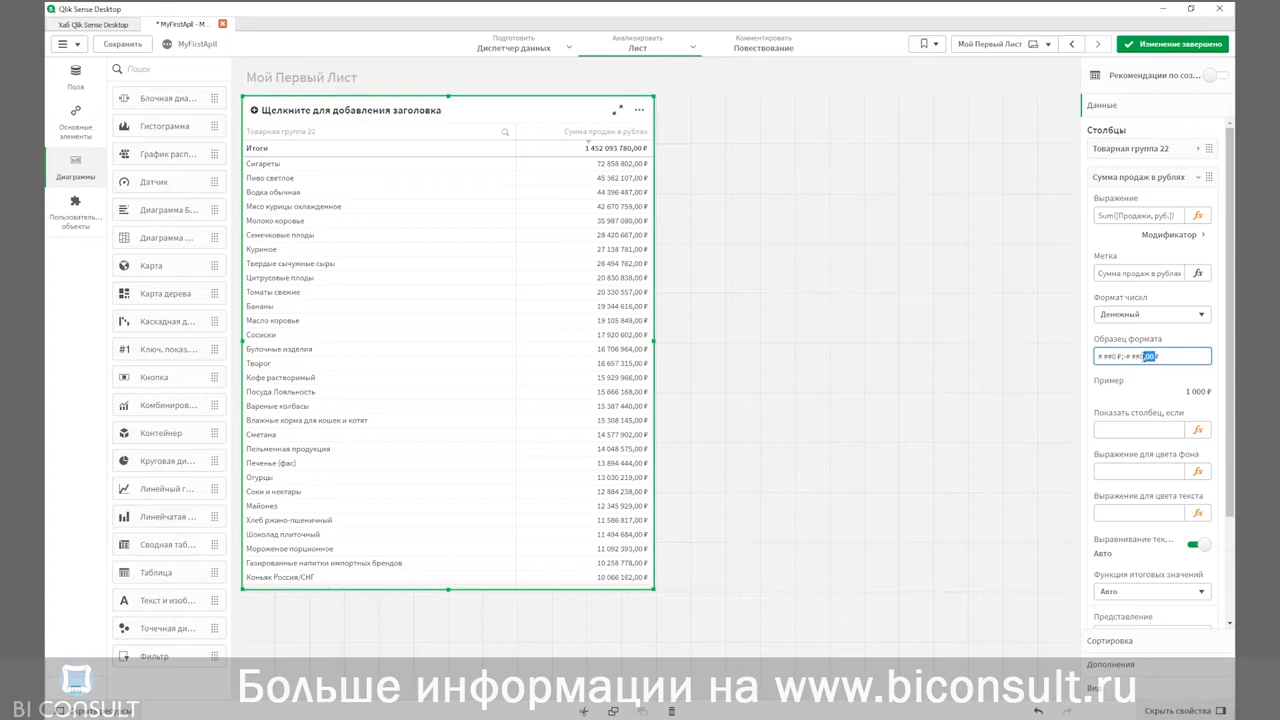 Qlik Sense Desktop
Хаб Qlik Sense Desktop
* MyFirstApll - M...
Сохранить
MyFirstApll
Подготовить
Диспетчер данных
Анализировать
Лист
Комментировать
Повествование
Мой Первый Лист
Изменение завершено
Поля
Основные
элементы
Диаграммы
Пользователь...
объекты
Поиск
Блочная диа...
Гистограмма
График расп...
Датчик
Диаграмма Б...
Диаграмма ...
Карта
Карта дерева
Каскадная д...
#1 Ключ. показ...
Кнопка
Комбиниров...
Контейнер
Круговая ди...
Линейный г...
Линейчатая ...
Сводная таб...
Таблица
Текст и изоб...
Точечная ди...
Фильтр
Мой Первый Лист
Щелкните для добавления заголовка
Товарная группа 22 Сумма продаж в рублях
Итоги 1 452 093 780,00 ₽
Сигареты 72 858 802,00 ₽
Пиво светлое 45 362 107,00 ₽
Водка обычная 44 396 487,00 ₽
Мясо курицы охлажденное 42 670 759,00 ₽
Молоко коровье 35 987 080,00 ₽
Семечковые плоды 28 420 667,00 ₽
Куриное 27 138 781,00 ₽
Твердые сычужные сыры 26 494 762,00 ₽
Цитрусовые плоды 20 830 838,00 ₽
Томаты свежие 20 330 557,00 ₽
Бананы 19 344 616,00 ₽
Масло коровье 19 105 849,00 ₽
Сосиски 17 920 602,00 ₽
Булочные изделия 16 706 964,00 ₽
Творог 16 657 315,00 ₽
Кофе растворимый 15 929 966,00 ₽
Посуда Лояльность 15 666 168,00 ₽
Вареные колбасы 15 387 440,00 ₽
Влажные корма для кошек и котят 15 308 145,00 ₽
Сметана 14 577 902,00 ₽
Пельменная продукция 14 048 575,00 ₽
Печенье (фас) 13 894 444,00 ₽
Огурцы 13 030 219,00 ₽
Соки и нектары 12 884 238,00 ₽
Майонез 12 345 929,00 ₽
Хлеб ржано-пшеничный 11 586 817,00 ₽
Шоколад плиточный 11 494 684,00 ₽
Мороженое порционное 11 092 393,00 ₽
Газированные напитки импортных брендов 10 258 778,00 ₽
Коньяк Россия/СНГ 10 066 162,00 ₽
Рекомендации по соз...
Данные
Столбцы
Товарная группа 22
Сумма продаж в рублях
Выражение
Sum([Продажи, руб.])
Модификатор
Метка
Сумма продаж в рублях
Формат чисел
Денежный
Образец формата
# ##0 ₽;-# ##0,00 ₽
Пример
1 000 ₽
Показать столбец, если
Выражение для цвета фона
Выражение для цвета текста
Выравнивание тек...
Авто
Функция итоговых значений
Авто
Представление
Сортировка
Дополнения
Вид
Скрыть свойства
Больше информации на www.biconsult.ru
BI CONSULT